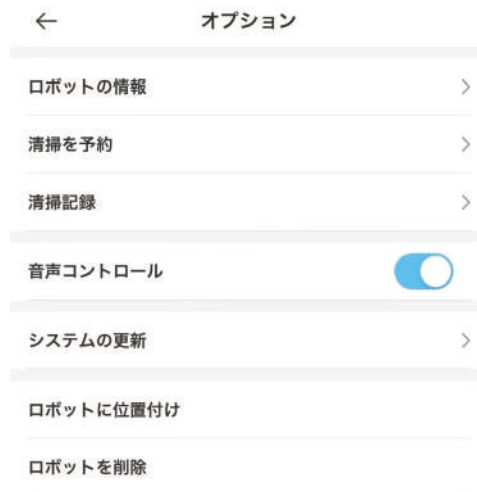 オプション
ロボットの情報
清掃を予約
清掃記録
音声コントロール
システムの更新
ロボットに位置付け
ロボットを削除